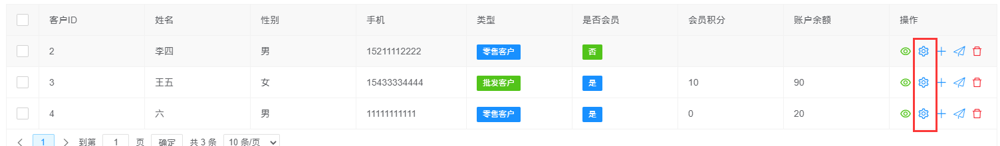 客户ID 姓名 性别 手机 类型 是否会员 会员积分 账户余额 操作
2 李四 男 15211112222 零售客户 否
3 王五 女 15433334444 批发客户 是 10 90
4 六 男 11111111111 零售客户 是 0 20
1 到第 1 页 确定 共 3 条 10 条/页